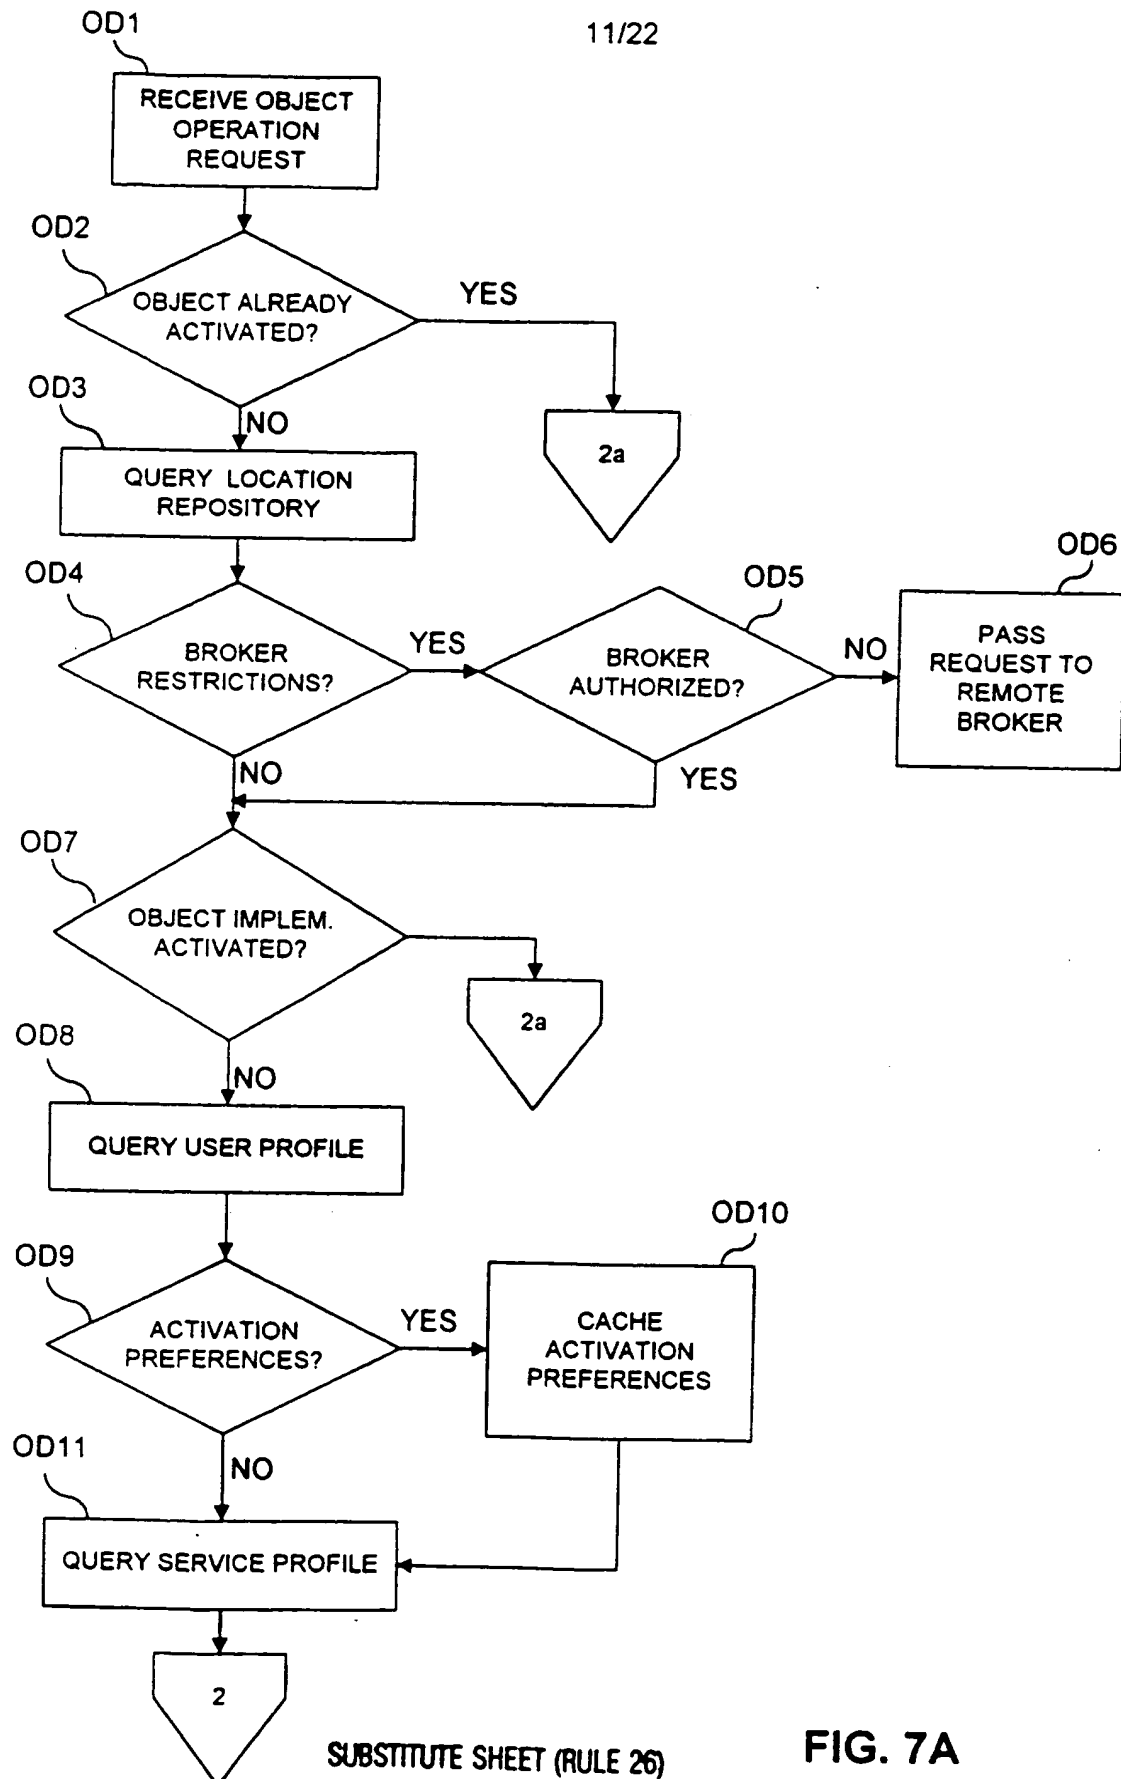 11/22
OD1
RECEIVE OBJECT
OPERATION
REQUEST
OD2
OBJECT ALREADY
ACTIVATED?
YES
NO
2a
OD3
QUERY LOCATION
REPOSITORY
OD4
BROKER
RESTRICTIONS?
YES
NO
OD5
BROKER
AUTHORIZED?
NO
YES
OD6
PASS
REQUEST TO
REMOTE
BROKER
OD7
OBJECT IMPLEM.
ACTIVATED?
2a
NO
OD8
QUERY USER PROFILE
OD9
ACTIVATION
PREFERENCES?
YES
NO
OD10
CACHE
ACTIVATION
PREFERENCES
OD11
QUERY SERVICE PROFILE
2
SUBSTITUTE SHEET (RULE 26)
FIG. 7A